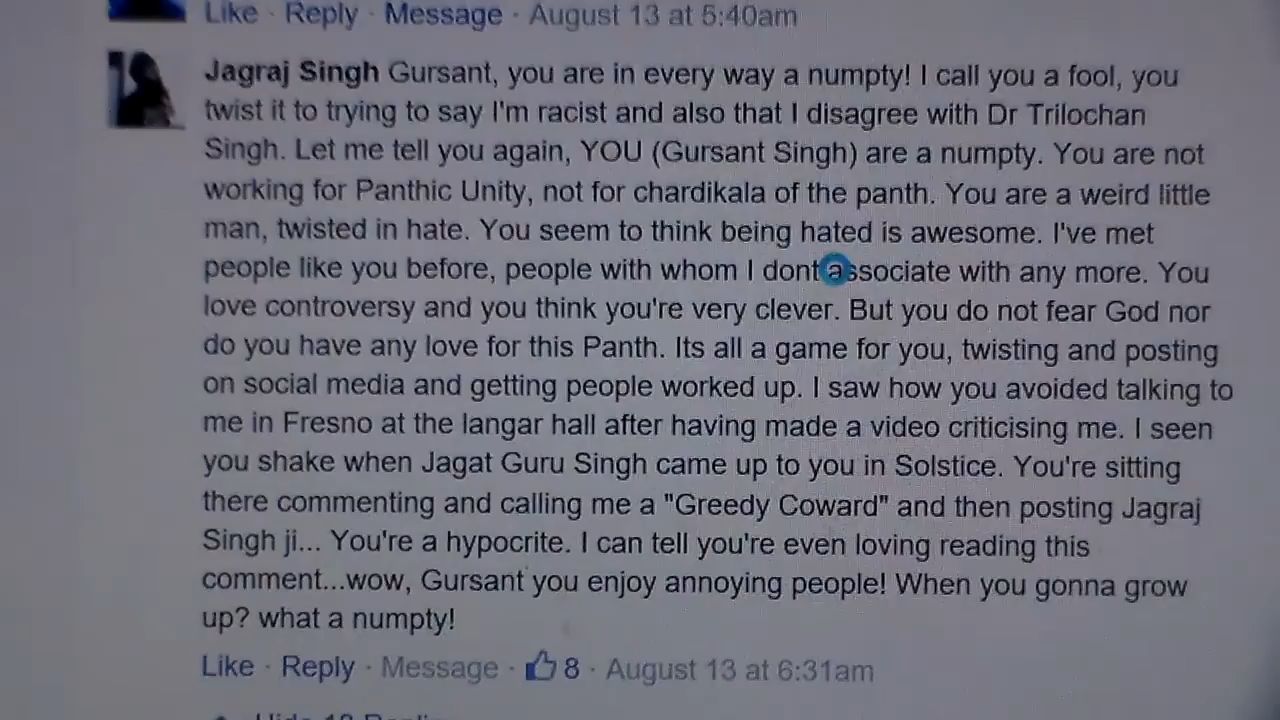 Like · Reply · Message · August 13 at 5:40am
Jagraj Singh Gursant, you are in every way a numpty! I call you a fool, you
twist it to trying to say I'm racist and also that I disagree with Dr Trilochan
Singh. Let me tell you again, YOU (Gursant Singh) are a numpty. You are not
working for Panthic Unity, not for chardikala of the panth. You are a weird little
man, twisted in hate. You seem to think being hated is awesome. I've met
people like you before, people with whom I dont associate with any more. You
love controversy and you think you're very clever. But you do not fear God nor
do you have any love for this Panth. Its all a game for you, twisting and posting
on social media and getting people worked up. I saw how you avoided talking to
me in Fresno at the langar hall after having made a video criticising me. I seen
you shake when Jagat Guru Singh came up to you in Solstice. You're sitting
there commenting and calling me a "Greedy Coward" and then posting Jagraj
Singh ji... You're a hypocrite. I can tell you're even loving reading this
comment...wow, Gursant you enjoy annoying people! When you gonna grow
up? what a numpty!
Like · Reply · Message · 8 · August 13 at 6:31am